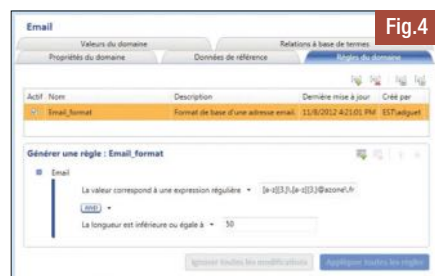 Fig.4
Email
Valeurs du domaine
Relations à base de termes
Propriétés du domaine
Données de référence
Règles du domaine
Actif Nom Description Dernière mise à jour Créé par
Email_format Format de base d'une adresse email. 11/8/2012 4:21:01 PM EST\adguet
Générer une règle : Email_format
Email
La valeur correspond à une expression régulière
AND
La longueur est inférieure ou égale à 50
Ignorer toutes les modifications
Appliquer toutes les règles